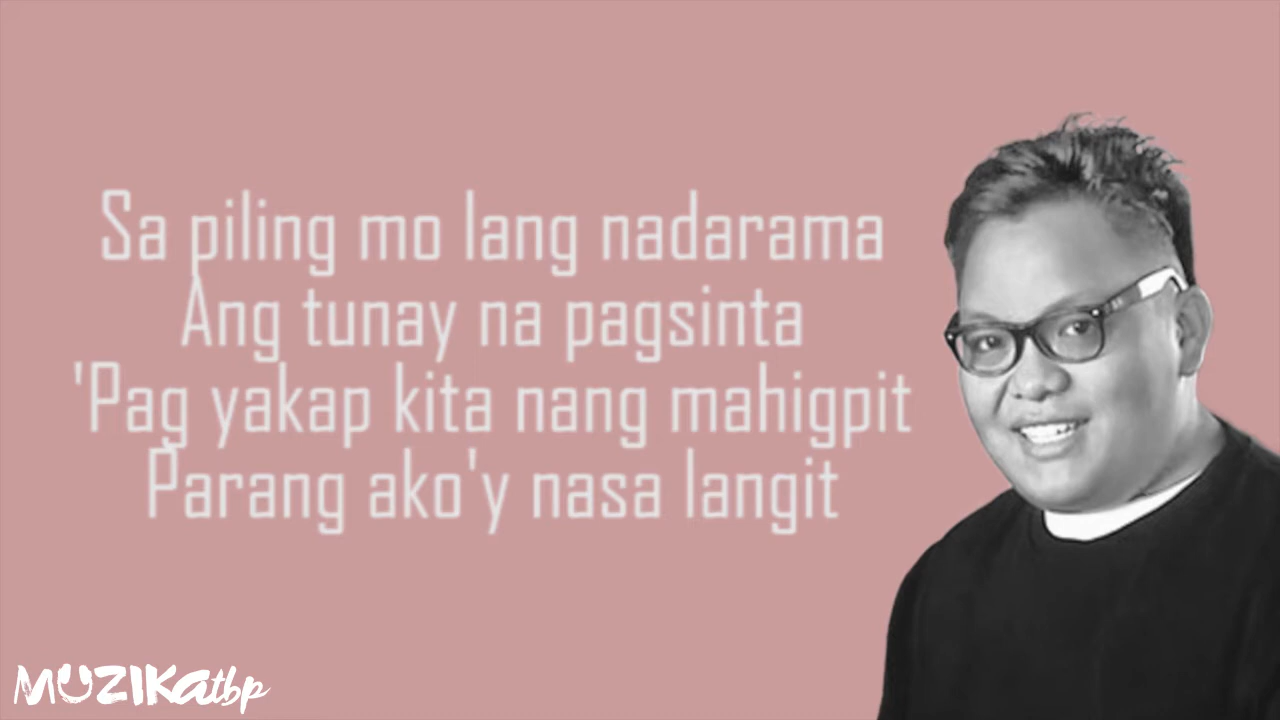 Sa piling mo lang nadarama
Ang tunay na pagsinta
'Pag yakap kita nang mahigpit
Parang ako'y nasa langit
MUZIKAtbp